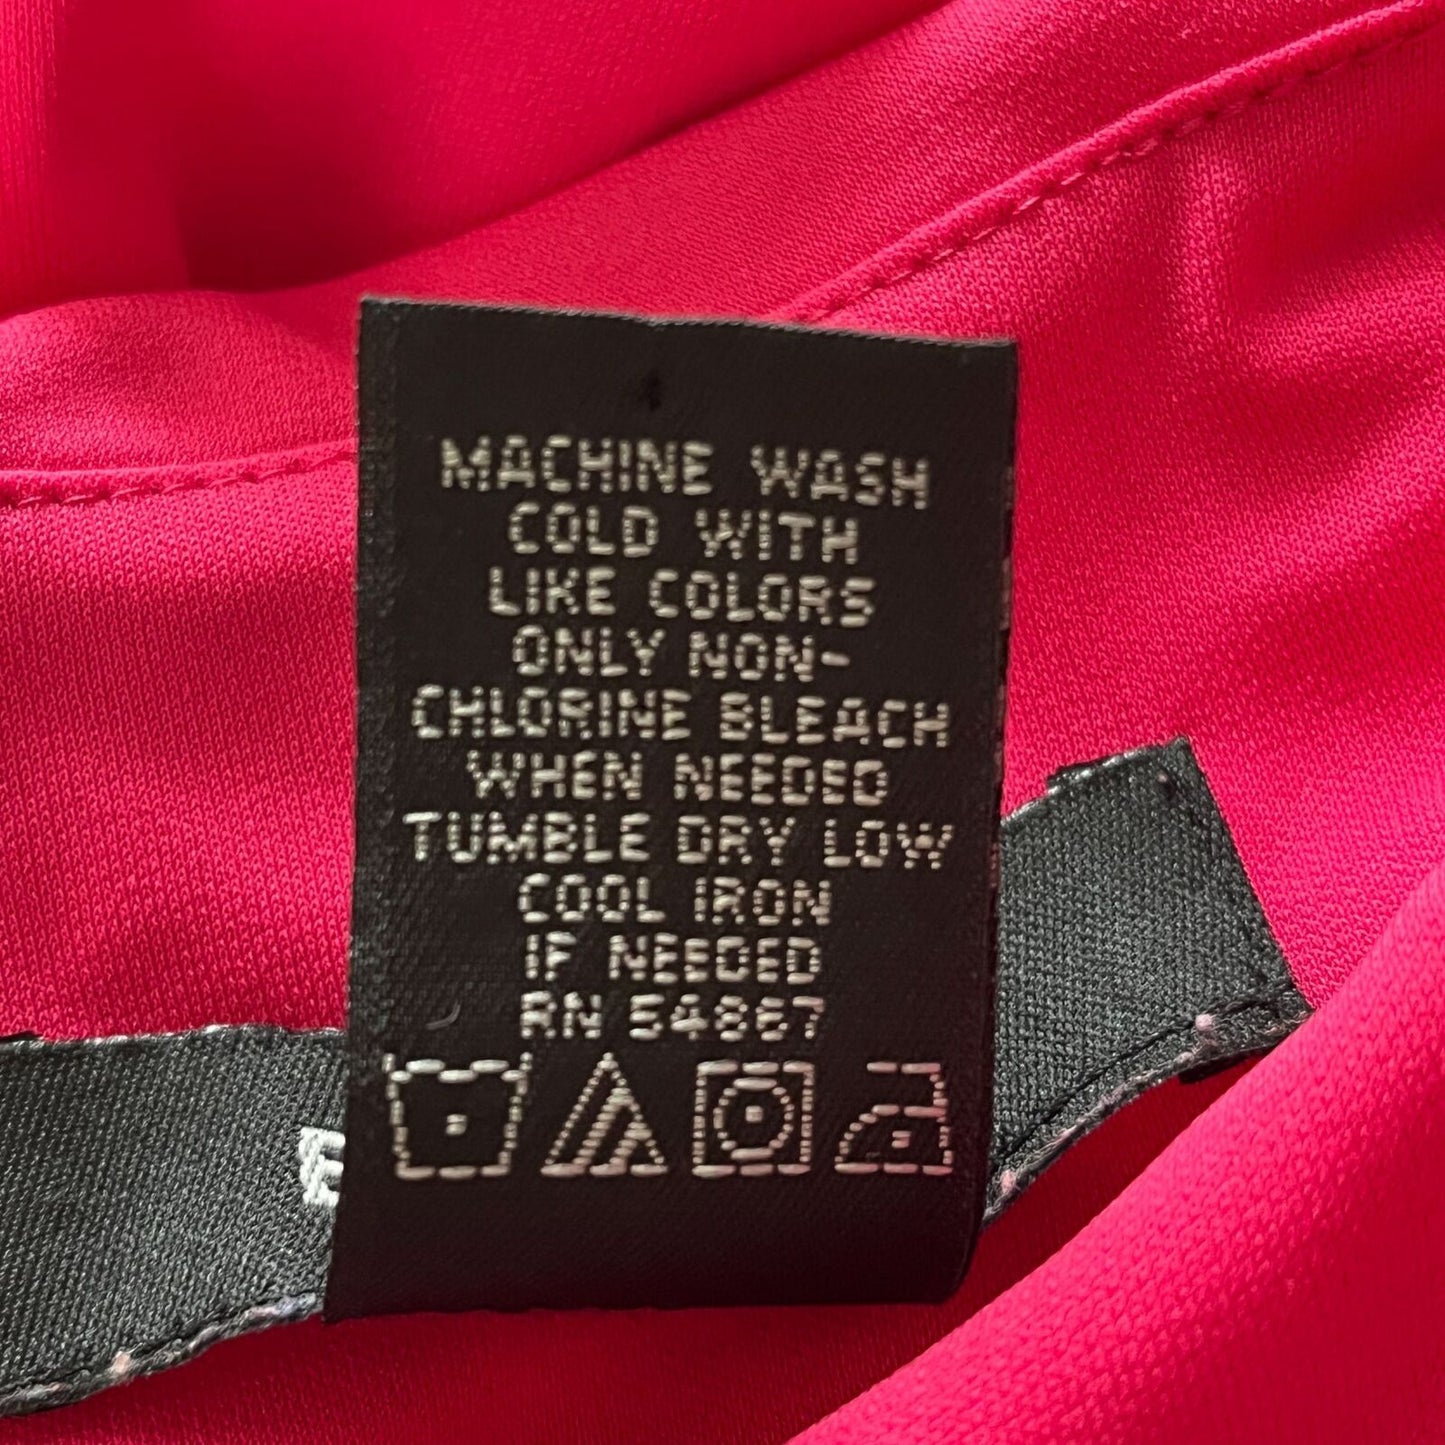 MACHINE WASH
COLD WITH
LIKE COLORS
ONLY NON-
CHLORINE BLEACH
WHEN NEEDED
TUMBLE DRY LOW
COOL IRON
IF NEEDED
RN 54867
E